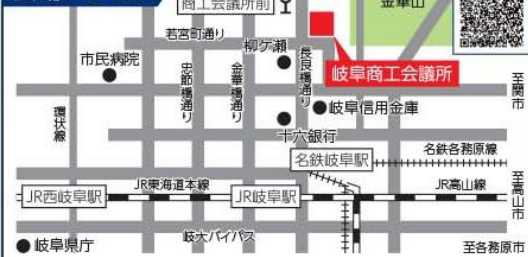 商工会議所前
金華山
若宮町通り
柳ケ瀬
市民病院
忠節橋通り
金華橋通り
長良橋通り
岐阜商工会議所
至関市
環状線
岐阜信用金庫
十六銀行
名鉄各務原線
名鉄岐阜駅
JR東海道本線
JR高山線
至高山市
JR西岐阜駅
JR岐阜駅
岐大バイパス
岐阜県庁
至各務原市